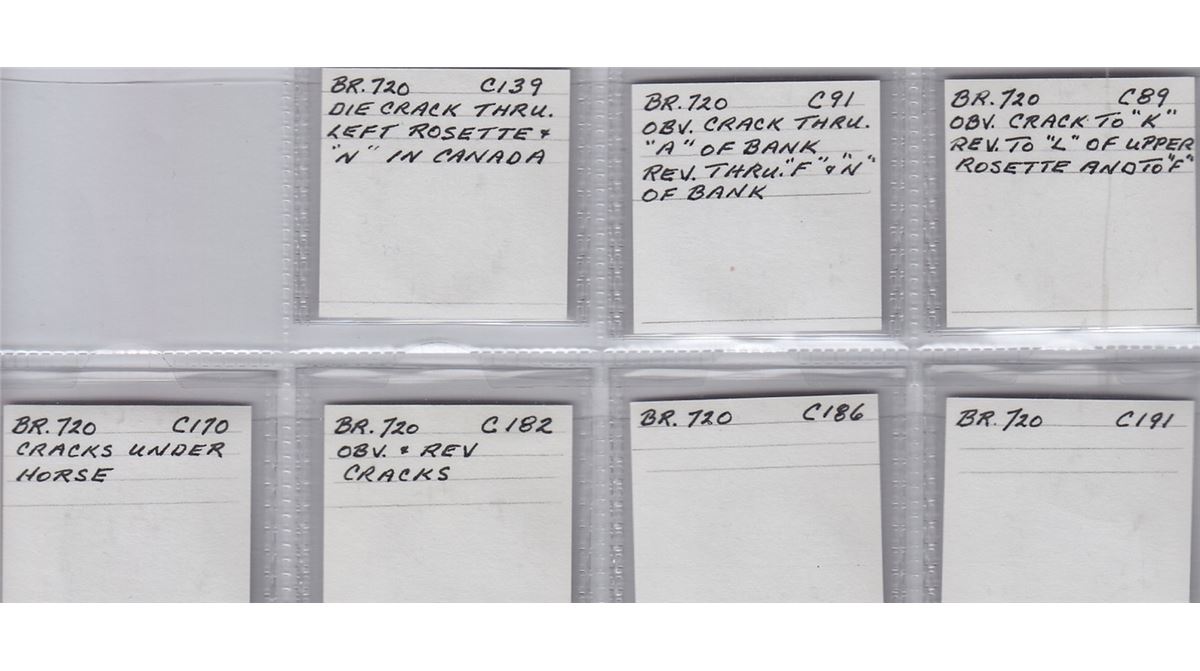 BR. 720 C139
DIE CRACK THRU.
LEFT ROSETTE &
"N" IN CANADA
BR. 720 C91
OBV. CRACK THRU.
"A" OF BANK
REV. THRU. "F" & "N"
OF BANK
BR. 720 C89
OBV. CRACK TO "K"
REV. TO "L" OF UPPER
ROSETTE AND TO "F"
BR. 720 C170
CRACKS UNDER
HORSE
BR. 720 C182
OBV. & REV
CRACKS
BR. 720 C186
BR. 720 C191